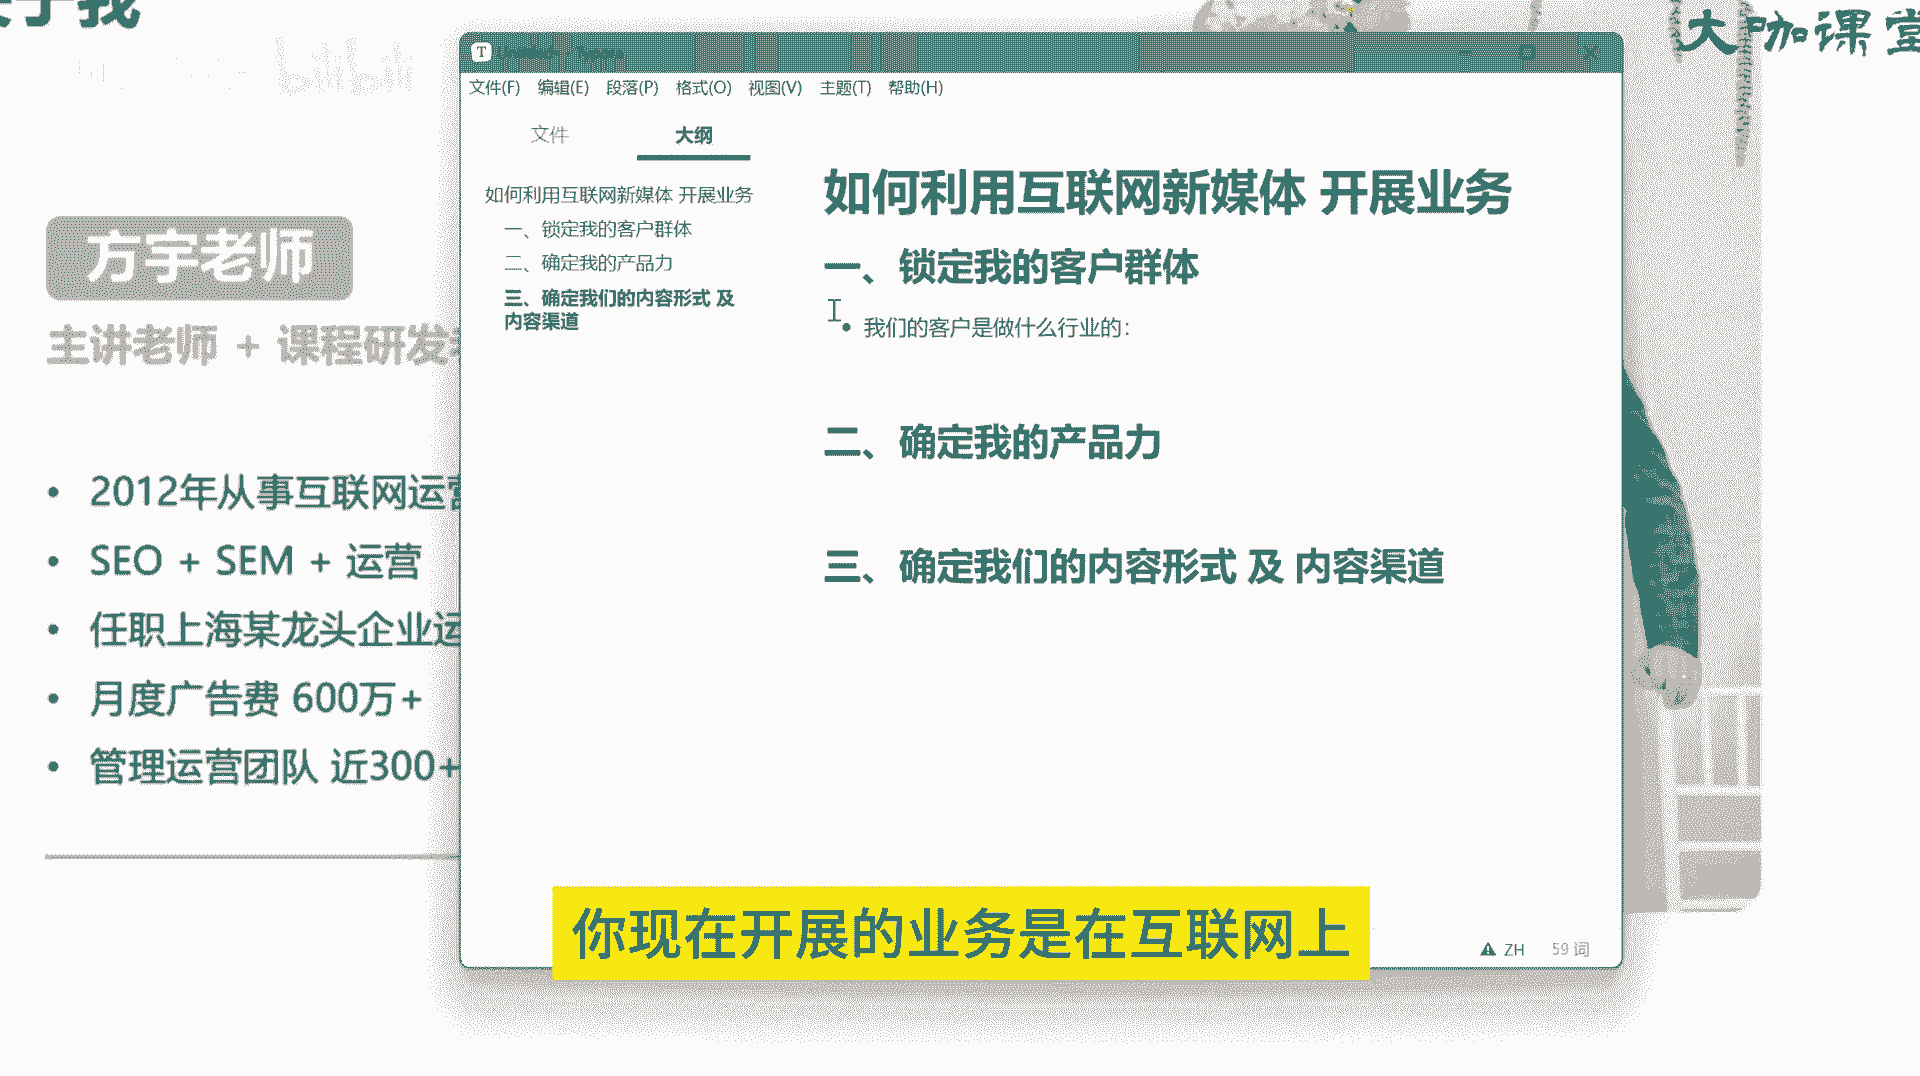 于我
大咖课堂
bilibili
方宇老师
主讲老师 + 课程研发
2012年从事互联网运营
SEO + SEM + 运营
任职上海某龙头企业运
月度广告费 600万+
管理运营团队 近300+
文件(F) 编辑(E) 段落(P) 格式(O) 视图(V) 主题(T) 帮助(H)
文件 大纲
如何利用互联网新媒体 开展业务
一、锁定我的客户群体
二、确定我的产品力
三、确定我们的内容形式 及
内容渠道
如何利用互联网新媒体 开展业务
一、锁定我的客户群体
我们的客户是做什么行业的:
二、确定我的产品力
三、确定我们的内容形式 及 内容渠道
ZH 59 词
你现在开展的业务是在互联网上